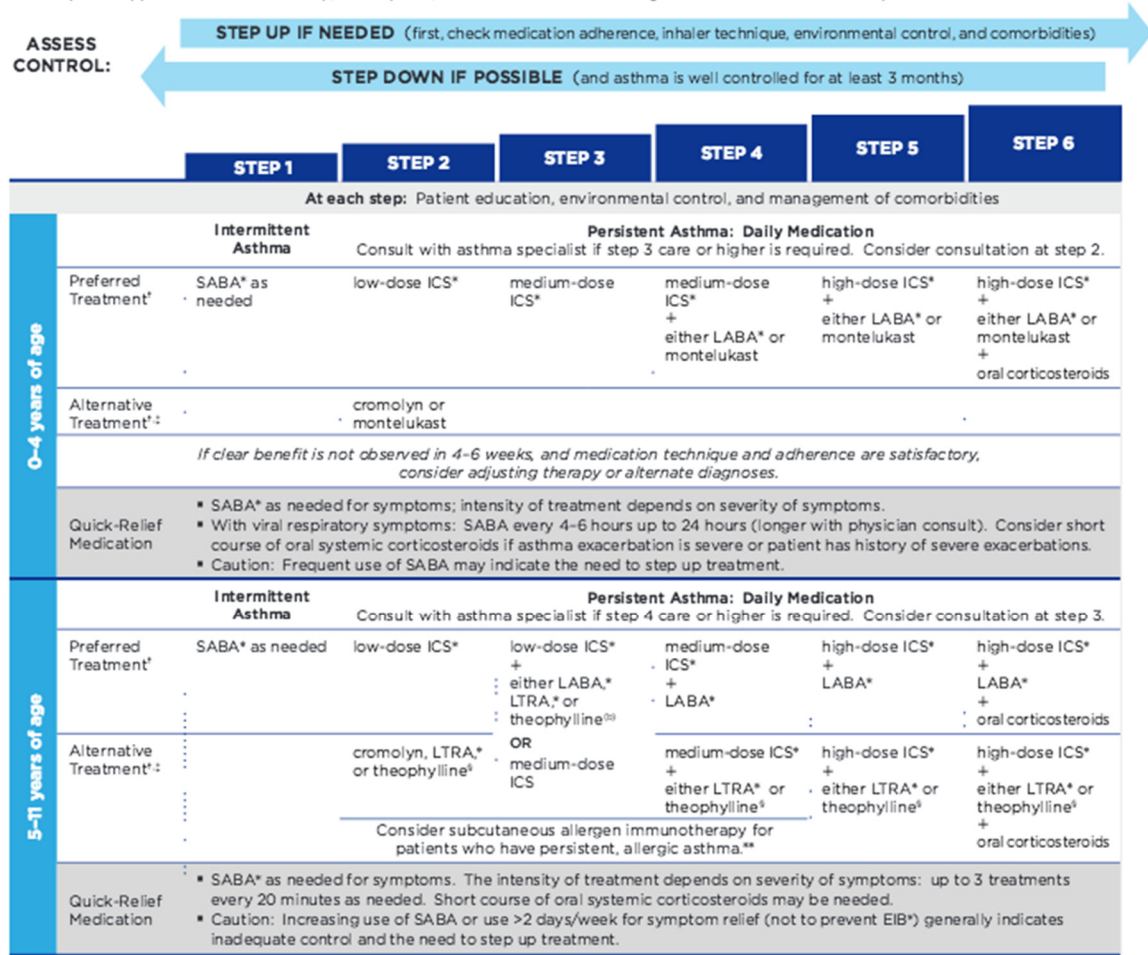 ASSESS
CONTROL:
STEP UP IF NEEDED (first, check medication adherence, inhaler technique, environmental control, and comorbidities)
STEP DOWN IF POSSIBLE (and asthma is well controlled for at least 3 months)
STEP 1
STEP 2
STEP 3
STEP 4
STEP 5
STEP 6
At each step: Patient education, environmental control, and management of comorbidities
0–4 years of age
Intermittent
Asthma
Persistent Asthma: Daily Medication
Consult with asthma specialist if step 3 care or higher is required. Consider consultation at step 2.
Preferred
Treatment†
SABA* as
needed
low-dose ICS*
medium-dose
ICS*
medium-dose
ICS*
+
either LABA* or
montelukast
high-dose ICS*
+
either LABA* or
montelukast
high-dose ICS*
+
either LABA* or
montelukast
+
oral corticosteroids
Alternative
Treatment†,‡
cromolyn or
montelukast
If clear benefit is not observed in 4–6 weeks, and medication technique and adherence are satisfactory,
consider adjusting therapy or alternate diagnoses.
Quick-Relief
Medication
▪ SABA* as needed for symptoms; intensity of treatment depends on severity of symptoms.
▪ With viral respiratory symptoms: SABA every 4–6 hours up to 24 hours (longer with physician consult). Consider short
course of oral systemic corticosteroids if asthma exacerbation is severe or patient has history of severe exacerbations.
▪ Caution: Frequent use of SABA may indicate the need to step up treatment.
5–11 years of age
Intermittent
Asthma
Persistent Asthma: Daily Medication
Consult with asthma specialist if step 4 care or higher is required. Consider consultation at step 3.
Preferred
Treatment†
SABA* as needed
low-dose ICS*
low-dose ICS*
+
either LABA,*
LTRA,* or
theophylline(b)
OR
medium-dose
ICS
medium-dose
ICS*
+
LABA*
high-dose ICS*
+
LABA*
high-dose ICS*
+
LABA*
+
oral corticosteroids
Alternative
Treatment†,‡
cromolyn, LTRA,*
or theophylline§
medium-dose ICS*
+
either LTRA* or
theophylline§
high-dose ICS*
+
either LTRA* or
theophylline§
high-dose ICS*
+
either LTRA* or
theophylline§
+
oral corticosteroids
Consider subcutaneous allergen immunotherapy for
patients who have persistent, allergic asthma.**
Quick-Relief
Medication
▪ SABA* as needed for symptoms. The intensity of treatment depends on severity of symptoms: up to 3 treatments
every 20 minutes as needed. Short course of oral systemic corticosteroids may be needed.
▪ Caution: Increasing use of SABA or use >2 days/week for symptom relief (not to prevent EIB*) generally indicates
inadequate control and the need to step up treatment.